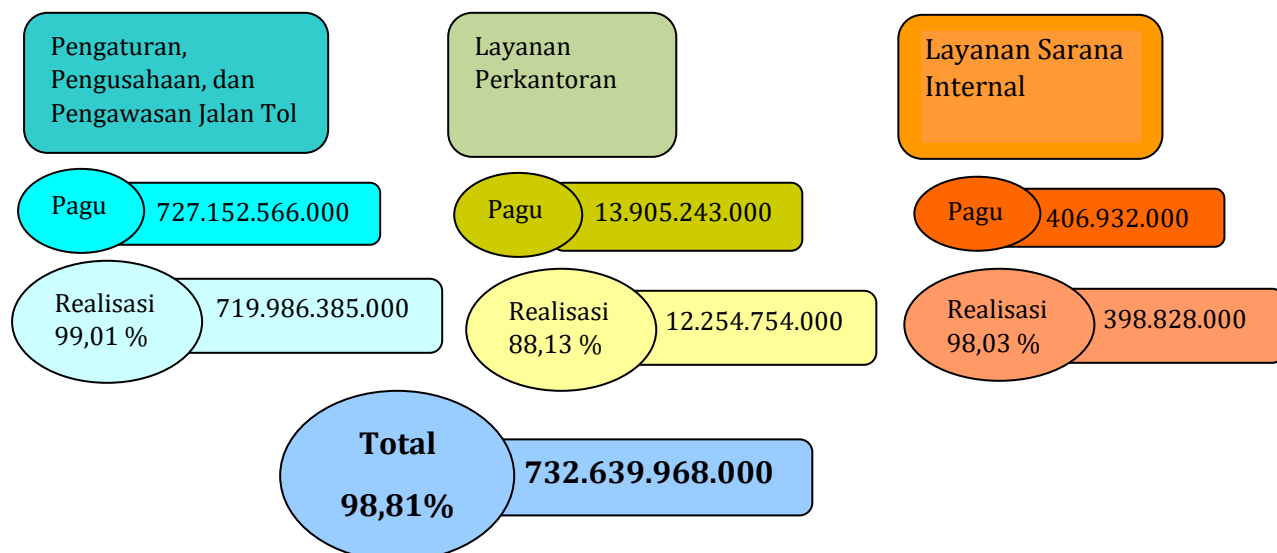 Pengaturan,
Pengusahaan, dan
Pengawasan Jalan Tol
Layanan
Perkantoran
Layanan Sarana
Internal
Pagu
727.152.566.000
Pagu
13.905.243.000
Pagu
406.932.000
Realisasi
99,01 %
719.986.385.000
Realisasi
88,13 %
12.254.754.000
Realisasi
98,03 %
398.828.000
Total
98,81%
732.639.968.000